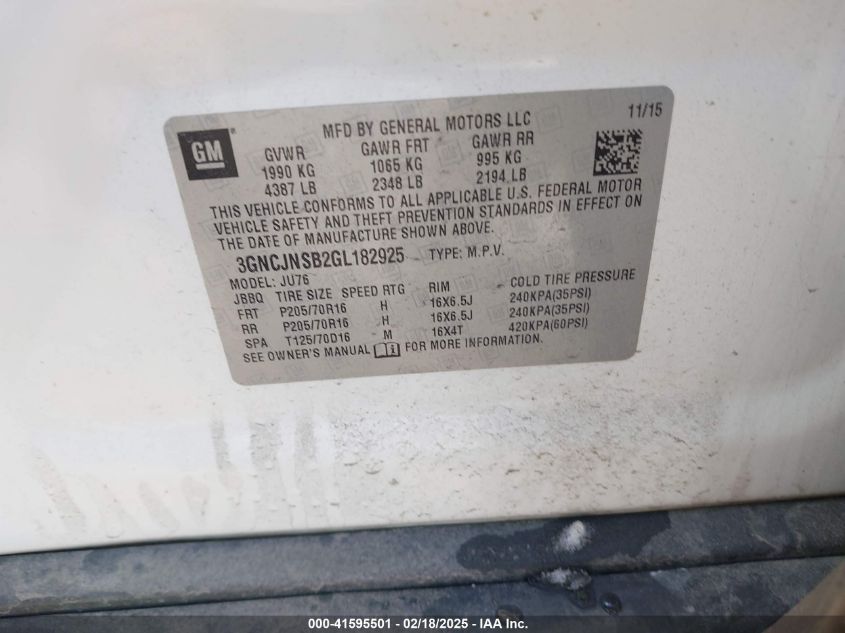 GM
MFD BY GENERAL MOTORS LLC 11/15
GVWR GAWR FRT GAWR RR
1990 KG 1065 KG 995 KG
4387 LB 2348 LB 2194 LB
THIS VEHICLE CONFORMS TO ALL APPLICABLE U.S. FEDERAL MOTOR
VEHICLE SAFETY AND THEFT PREVENTION STANDARDS IN EFFECT ON
THE DATE OF MANUFACTURE SHOWN ABOVE.
3GNCJNSB2GL182925 TYPE: M.P.V.
MODEL: JU76
JBBQ TIRE SIZE SPEED RTG RIM COLD TIRE PRESSURE
FRT P205/70R16 H 16X6.5J 240KPA(35PSI)
RR P205/70R16 H 16X6.5J 240KPA(35PSI)
SPA T125/70D16 M 16X4T 420KPA(60PSI)
SEE OWNER'S MANUAL FOR MORE INFORMATION.
000-41595501 - 02/18/2025 - IAA Inc.